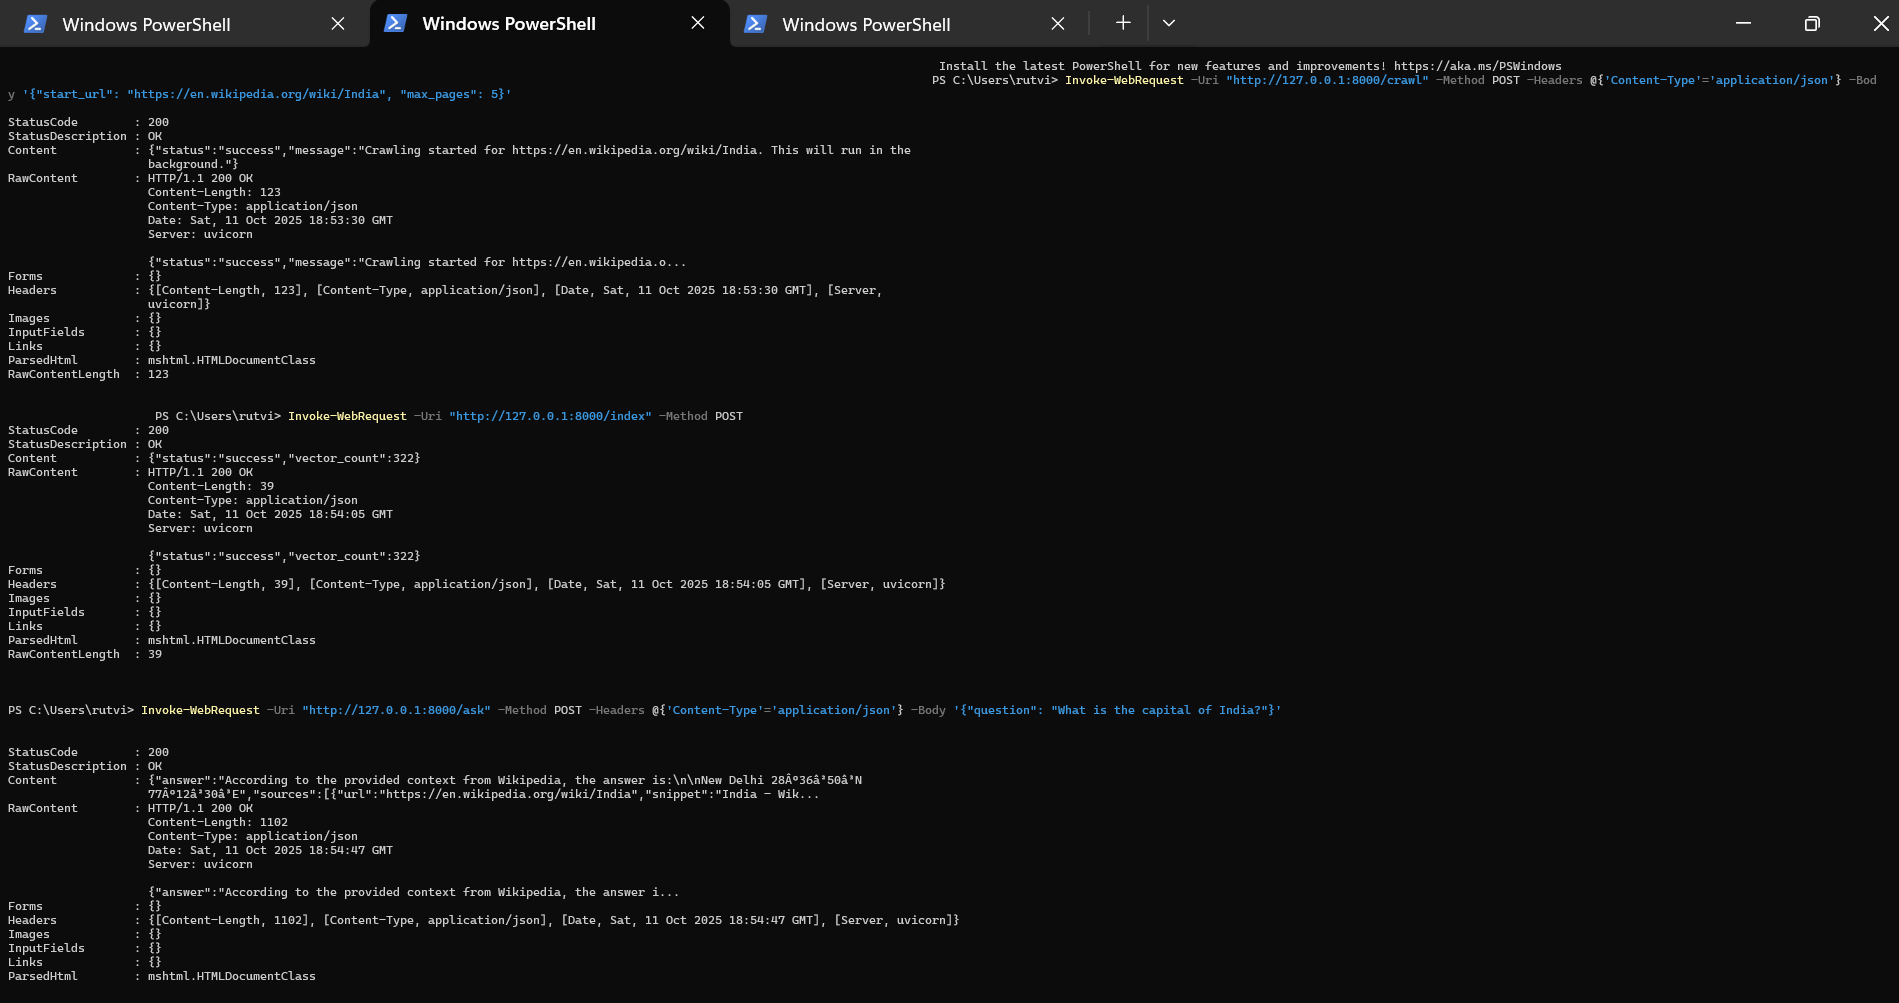 Windows PowerShell
Windows PowerShell
Windows PowerShell
Install the latest PowerShell for new features and improvements! https://aka.ms/PSWindows
PS C:\Users\rutvi> Invoke-WebRequest -Uri "http://127.0.0.1:8000/crawl" -Method POST -Headers @{'Content-Type'='application/json'} -Bod
y '{"start_url": "https://en.wikipedia.org/wiki/India", "max_pages": 5}'
StatusCode : 200
StatusDescription : OK
Content : {"status":"success","message":"Crawling started for https://en.wikipedia.org/wiki/India. This will run in the
background."}
RawContent : HTTP/1.1 200 OK
Content-Length: 123
Content-Type: application/json
Date: Sat, 11 Oct 2025 18:53:30 GMT
Server: uvicorn
{"status":"success","message":"Crawling started for https://en.wikipedia.o...
Forms : {}
Headers : {[Content-Length, 123], [Content-Type, application/json], [Date, Sat, 11 Oct 2025 18:53:30 GMT], [Server,
uvicorn]}
Images : {}
InputFields : {}
Links : {}
ParsedHtml : mshtml.HTMLDocumentClass
RawContentLength : 123
PS C:\Users\rutvi> Invoke-WebRequest -Uri "http://127.0.0.1:8000/index" -Method POST
StatusCode : 200
StatusDescription : OK
Content : {"status":"success","vector_count":322}
RawContent : HTTP/1.1 200 OK
Content-Length: 39
Content-Type: application/json
Date: Sat, 11 Oct 2025 18:54:05 GMT
Server: uvicorn
{"status":"success","vector_count":322}
Forms : {}
Headers : {[Content-Length, 39], [Content-Type, application/json], [Date, Sat, 11 Oct 2025 18:54:05 GMT], [Server, uvicorn]}
Images : {}
InputFields : {}
Links : {}
ParsedHtml : mshtml.HTMLDocumentClass
RawContentLength : 39
PS C:\Users\rutvi> Invoke-WebRequest -Uri "http://127.0.0.1:8000/ask" -Method POST -Headers @{'Content-Type'='application/json'} -Body '{"question": "What is the capital of India?"}'
StatusCode : 200
StatusDescription : OK
Content : {"answer":"According to the provided context from Wikipedia, the answer is:\n\nNew Delhi 28Â°36â³50â³N
77Â°12â³30â³E","sources":[{"url":"https://en.wikipedia.org/wiki/India","snippet":"India - Wik...
RawContent : HTTP/1.1 200 OK
Content-Length: 1102
Content-Type: application/json
Date: Sat, 11 Oct 2025 18:54:47 GMT
Server: uvicorn
{"answer":"According to the provided context from Wikipedia, the answer i...
Forms : {}
Headers : {[Content-Length, 1102], [Content-Type, application/json], [Date, Sat, 11 Oct 2025 18:54:47 GMT], [Server, uvicorn]}
Images : {}
InputFields : {}
Links : {}
ParsedHtml : mshtml.HTMLDocumentClass